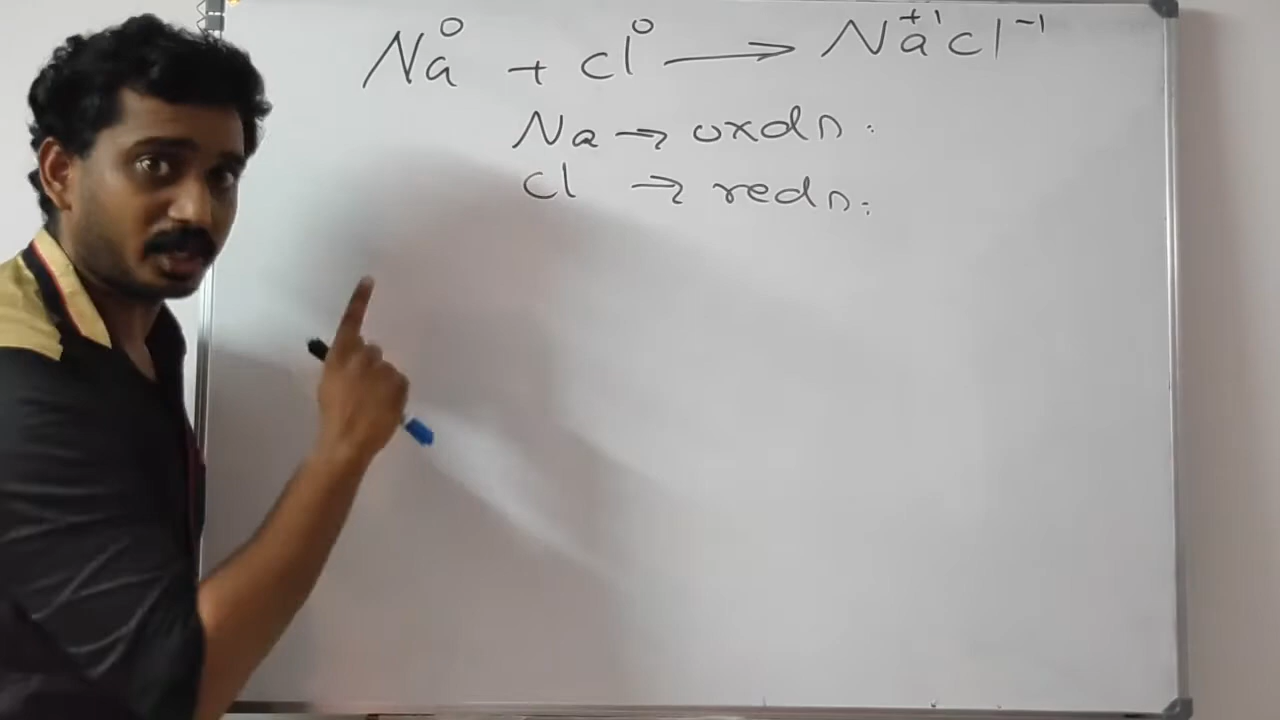 Na⁰ + cl⁰ → Na⁺¹cl⁻¹
Na → oxdn.
cl → redn.